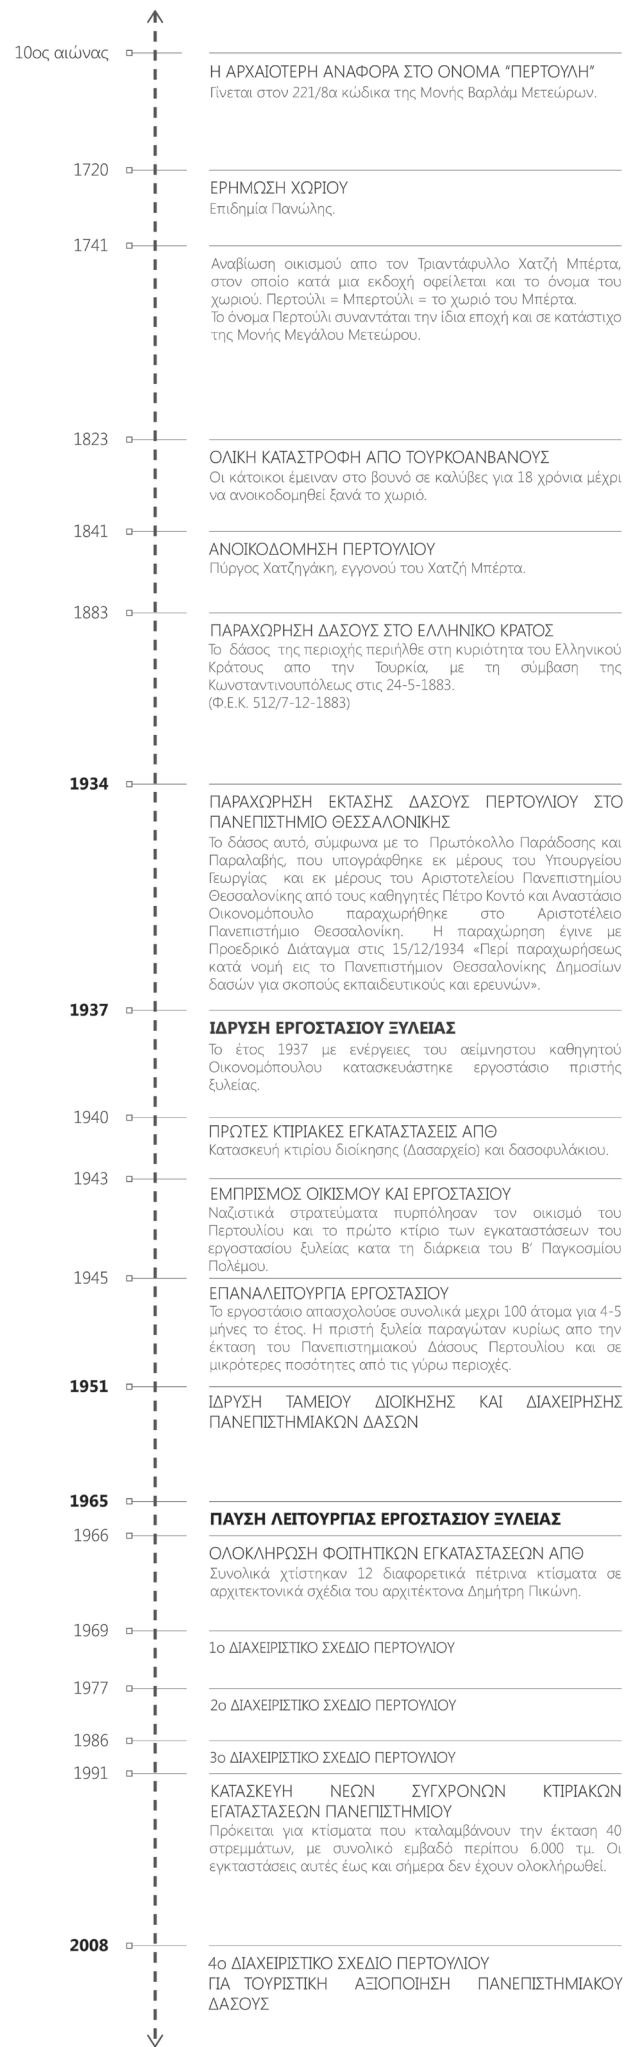 10ος αιώνας
Η ΑΡΧΑΙΟΤΕΡΗ ΑΝΑΦΟΡΑ ΣΤΟ ΟΝΟΜΑ “ΠΕΡΤΟΥΛΗ”
Γίνεται στον 221/8α κώδικα της Μονής Βαρλάμ Μετεώρων.
1720
ΕΡΗΜΩΣΗ ΧΩΡΙΟΥ
Επιδημία Πανώλης.
1741
Αναβίωση οικισμού απο τον Τριαντάφυλλο Χατζή Μπέρτα,
στον οποίο κατά μια εκδοχή οφείλεται και το όνομα του
χωριού. Περτούλι = Μπερτούλι = το χωριό του Μπέρτα.
Το όνομα Περτούλι συναντάται την ίδια εποχή και σε κατάστιχο
της Μονής Μεγάλου Μετεώρου.
1823
ΟΛΙΚΗ ΚΑΤΑΣΤΡΟΦΗ ΑΠΟ ΤΟΥΡΚΟΑΝΒΑΝΟΥΣ
Οι κάτοικοι έμειναν στο βουνό σε καλύβες για 18 χρόνια μέχρι
να ανοικοδομηθεί ξανά το χωριό.
1841
ΑΝΟΙΚΟΔΟΜΗΣΗ ΠΕΡΤΟΥΛΙΟΥ
Πύργος Χατζηγάκη, εγγονού του Χατζή Μπέρτα.
1883
ΠΑΡΑΧΩΡΗΣΗ ΔΑΣΟΥΣ ΣΤΟ ΕΛΛΗΝΙΚΟ ΚΡΑΤΟΣ
Το δάσος της περιοχής περιήλθε στη κυριότητα του Ελληνικού
Κράτους απο την Τουρκία, με τη σύμβαση της
Κωνσταντινουπόλεως στις 24-5-1883.
(Φ.Ε.Κ. 512/7-12-1883)
1934
ΠΑΡΑΧΩΡΗΣΗ ΕΚΤΑΣΗΣ ΔΑΣΟΥΣ ΠΕΡΤΟΥΛΙΟΥ ΣΤΟ
ΠΑΝΕΠΙΣΤΗΜΙΟ ΘΕΣΣΑΛΟΝΙΚΗΣ
Το δάσος αυτό, σύμφωνα με το Πρωτόκολλο Παράδοσης και
Παραλαβής, που υπογράφθηκε εκ μέρους του Υπουργείου
Γεωργίας και εκ μέρους του Αριστοτελείου Πανεπιστημίου
Θεσσαλονίκης από τους καθηγητές Πέτρο Κοντό και Αναστάσιο
Οικονομόπουλο παραχωρήθηκε στο Αριστοτέλειο
Πανεπιστήμιο Θεσσαλονίκη. Η παραχώρηση έγινε με
Προεδρικό Διάταγμα στις 15/12/1934 «Περί παραχωρήσεως
κατά νομή εις το Πανεπιστήμιον Θεσσαλονίκης Δημοσίων
δασών για σκοπούς εκπαιδευτικούς και ερευνών».
1937
ΙΔΡΥΣΗ ΕΡΓΟΣΤΑΣΙΟΥ ΞΥΛΕΙΑΣ
Το έτος 1937 με ενέργειες του αείμνηστου καθηγητού
Οικονομόπουλου κατασκευάστηκε εργοστάσιο πριστής
ξυλείας.
1940
ΠΡΩΤΕΣ ΚΤΙΡΙΑΚΕΣ ΕΓΚΑΤΑΣΤΑΣΕΙΣ ΑΠΘ
Κατασκευή κτιρίου διοίκησης (Δασαρχείο) και δασοφυλάκιου.
1943
ΕΜΠΡΙΣΜΟΣ ΟΙΚΙΣΜΟΥ ΚΑΙ ΕΡΓΟΣΤΑΣΙΟΥ
Ναζιστικά στρατεύματα πυρπόλησαν τον οικισμό του
Περτουλίου και το πρώτο κτίριο των εγκαταστάσεων του
εργοστασίου ξυλείας κατα τη διάρκεια του Β’ Παγκοσμίου
Πολέμου.
1945
ΕΠΑΝΑΛΕΙΤΟΥΡΓΙΑ ΕΡΓΟΣΤΑΣΙΟΥ
Το εργοστάσιο απασχολούσε συνολικά μεχρι 100 άτομα για 4-5
μήνες το έτος. Η πριστή ξυλεία παραγώταν κυρίως απο την
έκταση του Πανεπιστημιακού Δάσους Περτουλίου και σε
μικρότερες ποσότητες από τις γύρω περιοχές.
1951
ΙΔΡΥΣΗ ΤΑΜΕΙΟΥ ΔΙΟΙΚΗΣΗΣ ΚΑΙ ΔΙΑΧΕΙΡΗΣΗΣ
ΠΑΝΕΠΙΣΤΗΜΙΑΚΩΝ ΔΑΣΩΝ
1965
ΠΑΥΣΗ ΛΕΙΤΟΥΡΓΙΑΣ ΕΡΓΟΣΤΑΣΙΟΥ ΞΥΛΕΙΑΣ
1966
ΟΛΟΚΛΗΡΩΣΗ ΦΟΙΤΗΤΙΚΩΝ ΕΓΚΑΤΑΣΤΑΣΕΩΝ ΑΠΘ
Συνολικά χτίστηκαν 12 διαφορετικά πέτρινα κτίσματα σε
αρχιτεκτονικά σχέδια του αρχιτέκτονα Δημήτρη Πικιώνη.
1969
1ο ΔΙΑΧΕΙΡΙΣΤΙΚΟ ΣΧΕΔΙΟ ΠΕΡΤΟΥΛΙΟΥ
1977
2ο ΔΙΑΧΕΙΡΙΣΤΙΚΟ ΣΧΕΔΙΟ ΠΕΡΤΟΥΛΙΟΥ
1986
3ο ΔΙΑΧΕΙΡΙΣΤΙΚΟ ΣΧΕΔΙΟ ΠΕΡΤΟΥΛΙΟΥ
1991
ΚΑΤΑΣΚΕΥΗ ΝΕΩΝ ΣΥΓΧΡΟΝΩΝ ΚΤΙΡΙΑΚΩΝ
ΕΓΑΤΑΣΤΑΣΕΩΝ ΠΑΝΕΠΙΣΤΗΜΙΟΥ
Πρόκειται για κτίσματα που κταλαμβάνουν την έκταση 40
στρεμμάτων, με συνολικό εμβαδό περίπου 6.000 τμ. Οι
εγκταστάσεις αυτές έως και σήμερα δεν έχουν ολοκληρωθεί.
2008
4ο ΔΙΑΧΕΙΡΙΣΤΙΚΟ ΣΧΕΔΙΟ ΠΕΡΤΟΥΛΙΟΥ
ΓΙΑ ΤΟΥΡΙΣΤΙΚΗ ΑΞΙΟΠΟΙΗΣΗ ΠΑΝΕΠΙΣΤΗΜΙΑΚΟΥ
ΔΑΣΟΥΣ